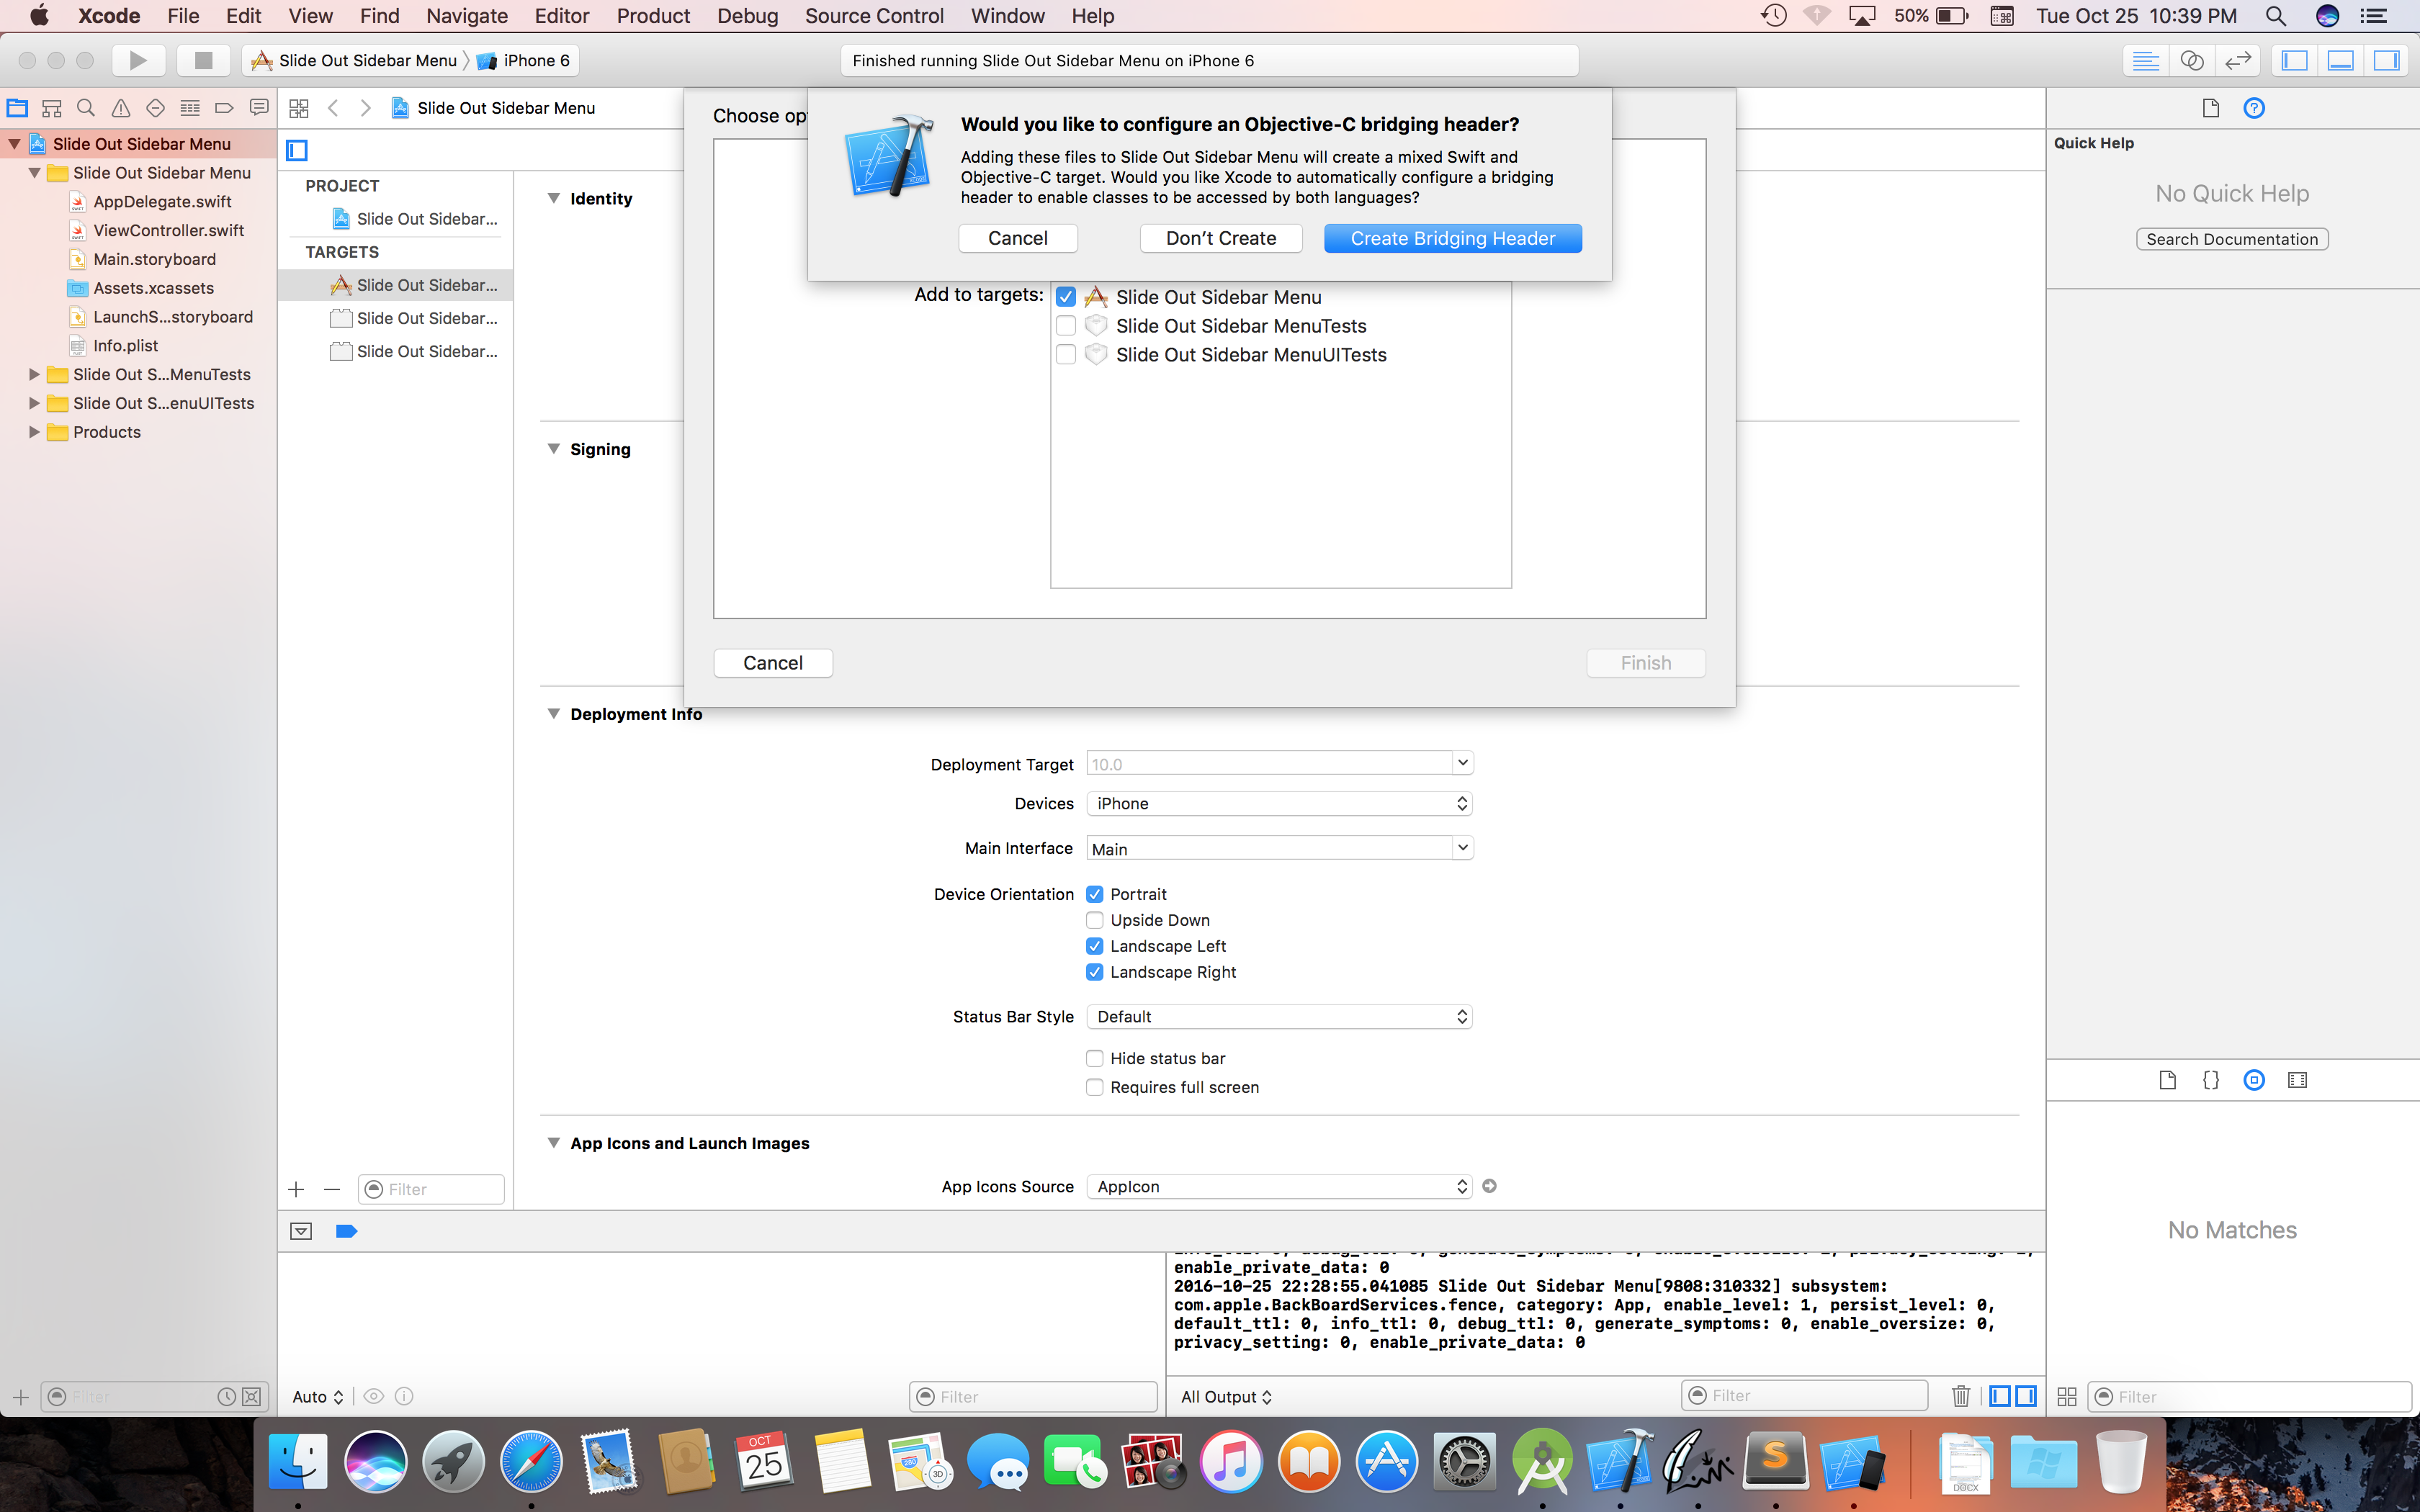 Xcode File Edit View Find Navigate Editor Product Debug Source Control Window Help
50% Tue Oct 25 10:39 PM
Slide Out Sidebar Menu iPhone 6
Finished running Slide Out Sidebar Menu on iPhone 6
Slide Out Sidebar Menu
Slide Out Sidebar Menu
AppDelegate.swift
ViewController.swift
Main.storyboard
Assets.xcassets
LaunchS...storyboard
Info.plist
Slide Out S...MenuTests
Slide Out S...enuUITests
Products
Filter
Slide Out Sidebar Menu
PROJECT
Slide Out Sidebar...
TARGETS
Slide Out Sidebar...
Slide Out Sidebar...
Slide Out Sidebar...
Filter
Choose op
Would you like to configure an Objective-C bridging header?
Adding these files to Slide Out Sidebar Menu will create a mixed Swift and
Objective-C target. Would you like Xcode to automatically configure a bridging
header to enable classes to be accessed by both languages?
Cancel Don't Create Create Bridging Header
Add to targets: Slide Out Sidebar Menu
Slide Out Sidebar MenuTests
Slide Out Sidebar MenuUITests
Cancel Finish
Identity
Signing
Deployment Info
Deployment Target 10.0
Devices iPhone
Main Interface Main
Device Orientation Portrait
Upside Down
Landscape Left
Landscape Right
Status Bar Style Default
Hide status bar
Requires full screen
App Icons and Launch Images
App Icons Source AppIcon
enable_private_data: 0
2016-10-25 22:28:55.041085 Slide Out Sidebar Menu[9808:310332] subsystem:
com.apple.BackBoardServices.fence, category: App, enable_level: 1, persist_level: 0,
default_ttl: 0, info_ttl: 0, debug_ttl: 0, generate_symptoms: 0, enable_oversize: 0,
privacy_setting: 0, enable_private_data: 0
Auto Filter
All Output Filter
Quick Help
No Quick Help
Search Documentation
No Matches
Filter
OCT
25
280
3D
S
DOCX